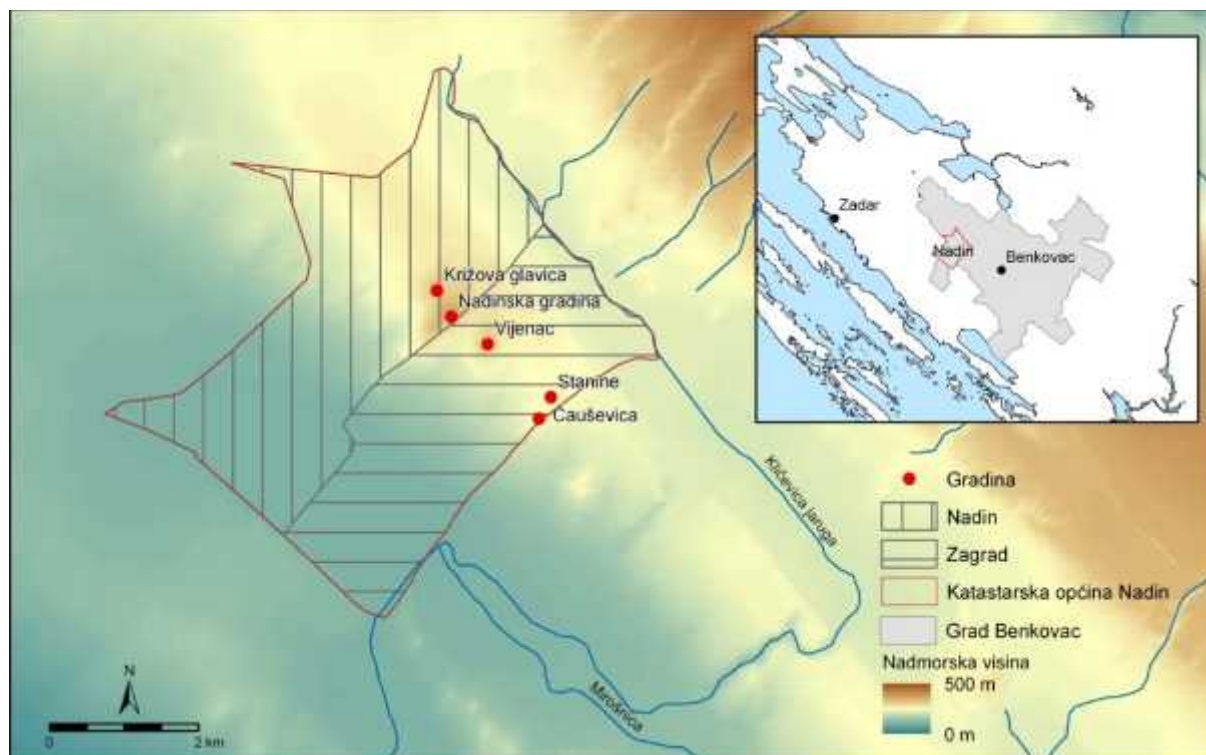 Zadar
Nadin
Benkovac
Križova glavica
Nadinska gradina
Vijenac
Stanine
Čauševica
Kličevica jaruga
Mirošnica
Gradina
Nadin
Zagrad
Katastarska općina Nadin
Grad Benkovac
Nadmorska visina
500 m
0 m
N
0
2 km